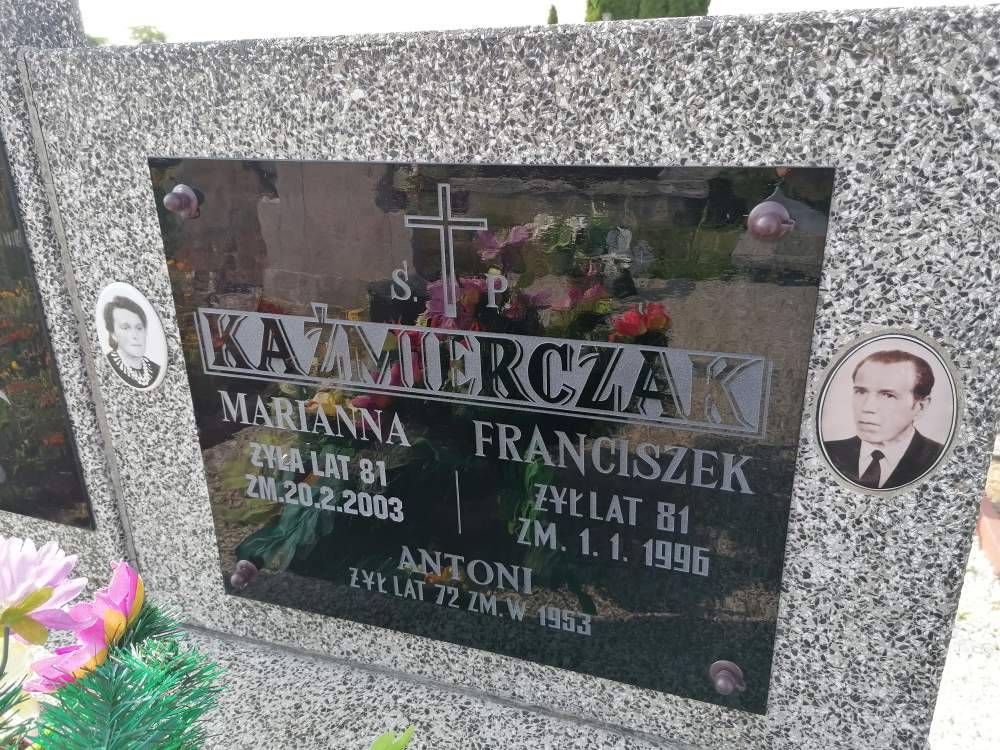 Ś. P.
KAŹMIERCZAK
MARIANNA
ŻYŁA LAT 81
ZM. 20.2.2003
FRANCISZEK
ŻYŁ LAT 81
ZM. 1.1.1996
ANTONI
ŻYŁ LAT 72 ZM. W 1953